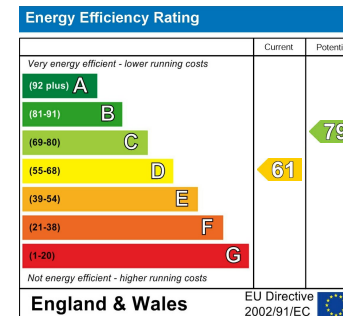 Energy Efficiency Rating
Current Potenti
Very energy efficient - lower running costs
(92 plus) A
(81-91) B
(69-80) C
79
(55-68) D
61
(39-54) E
(21-38) F
(1-20) G
Not energy efficient - higher running costs
England & Wales
EU Directive
2002/91/EC